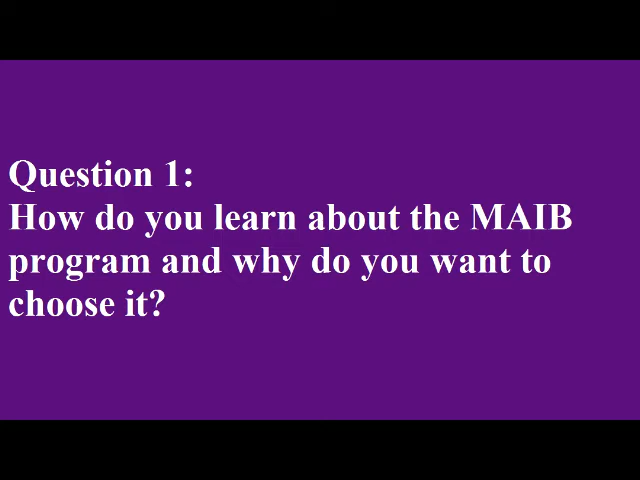 Question 1:
How do you learn about the MAIB
program and why do you want to
choose it?